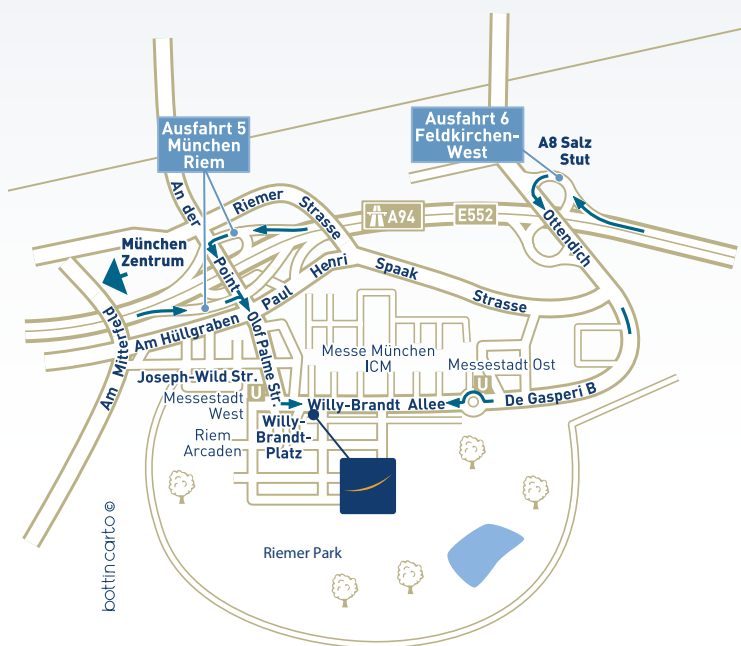 Ausfahrt 5
München
Riem
Ausfahrt 6
Feldkirchen-
West
A8 Salz
Stut
An der
Point
Riemer
Strasse
A94
E552
Ottendich
München
Zentrum
Paul
Henri
Spaak
Strasse
Am Mitterfeld
Am Hüllgraben
Olof Palme Str.
Messe München
ICM
Messestadt Ost
U
Joseph-Wild Str.
U
Messestadt
West
Willy-Brandt Allee
De Gasperi B
Willy-
Brandt-
Platz
Riem
Arcaden
Riemer Park
bottin carto ©